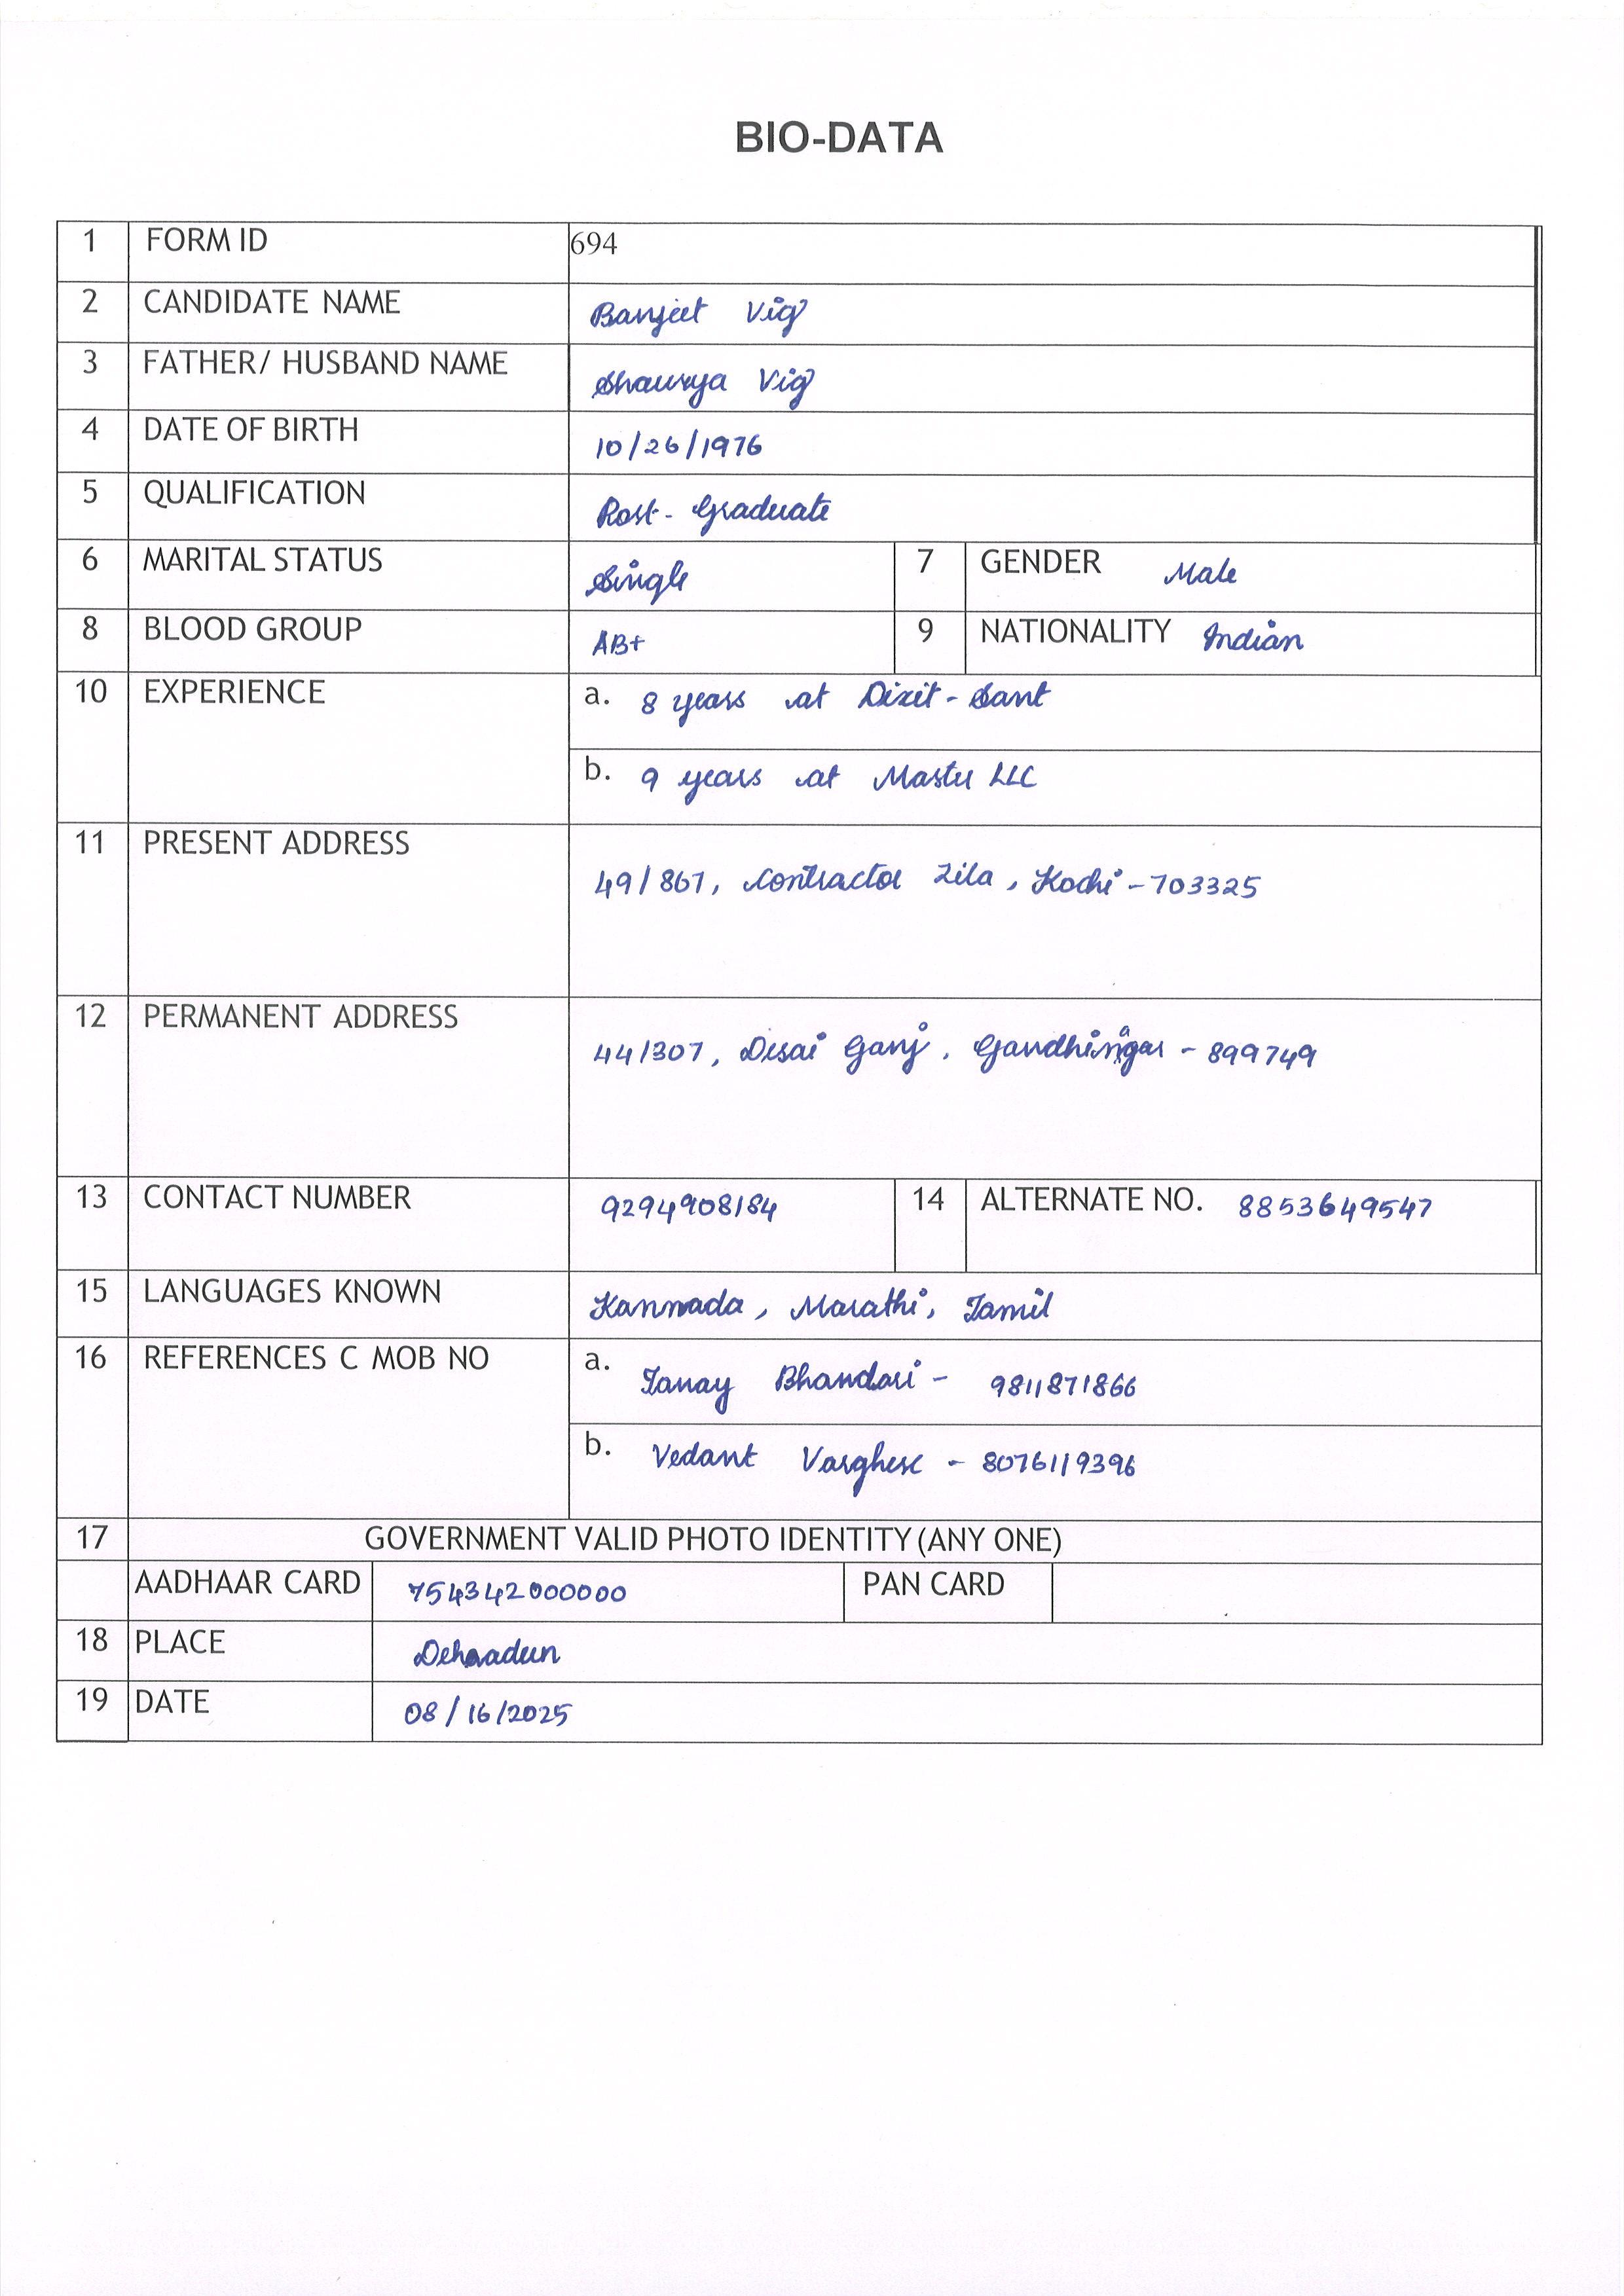 BIO-DATA
1 FORM ID 694
2 CANDIDATE NAME Banjeet Vig
3 FATHER/ HUSBAND NAME Shaurya Vig
4 DATE OF BIRTH 10/26/1976
5 QUALIFICATION Post-Graduate
6 MARITAL STATUS Single 7 GENDER Male
8 BLOOD GROUP AB+ 9 NATIONALITY Indian
10 EXPERIENCE a. 8 years at Dixit-Sant
b. 9 years at Master LLC
11 PRESENT ADDRESS 49/867, Contractor Zila, Kochi-703325
12 PERMANENT ADDRESS 44/307, Desai Ganj, Gandhingar - 899749
13 CONTACT NUMBER 9294908184 14 ALTERNATE NO. 8853649547
15 LANGUAGES KNOWN Kannada, Marathi, Tamil
16 REFERENCES C MOB NO a. Tanay Bhandari - 9811871866
b. Vedant Varghese - 8076119396
17 GOVERNMENT VALID PHOTO IDENTITY (ANY ONE)
AADHAAR CARD 754342000000 PAN CARD
18 PLACE Dehradun
19 DATE 08/16/2025